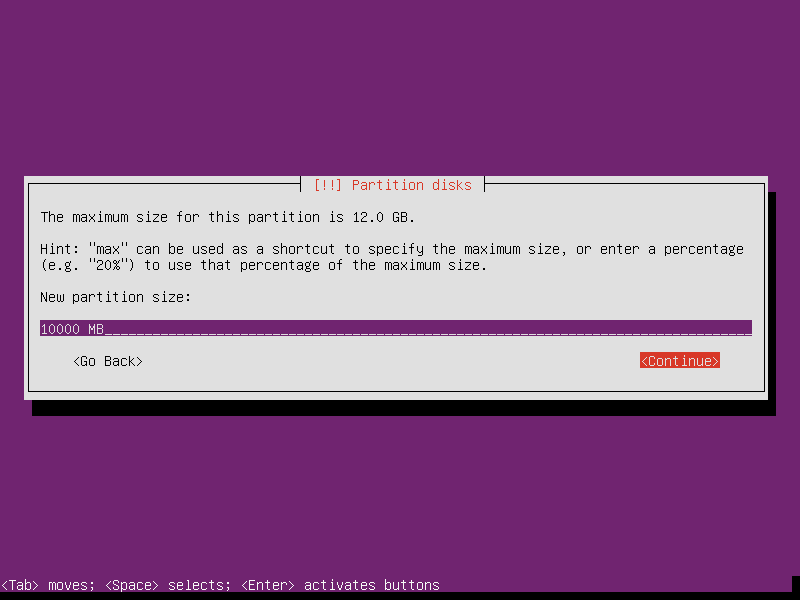 [!!] Partition disks
The maximum size for this partition is 12.0 GB.
Hint: "max" can be used as a shortcut to specify the maximum size, or enter a percentage
(e.g. "20%") to use that percentage of the maximum size.
New partition size:
10000 MB
<Go Back> <Continue>
<Tab> moves; <Space> selects; <Enter> activates buttons